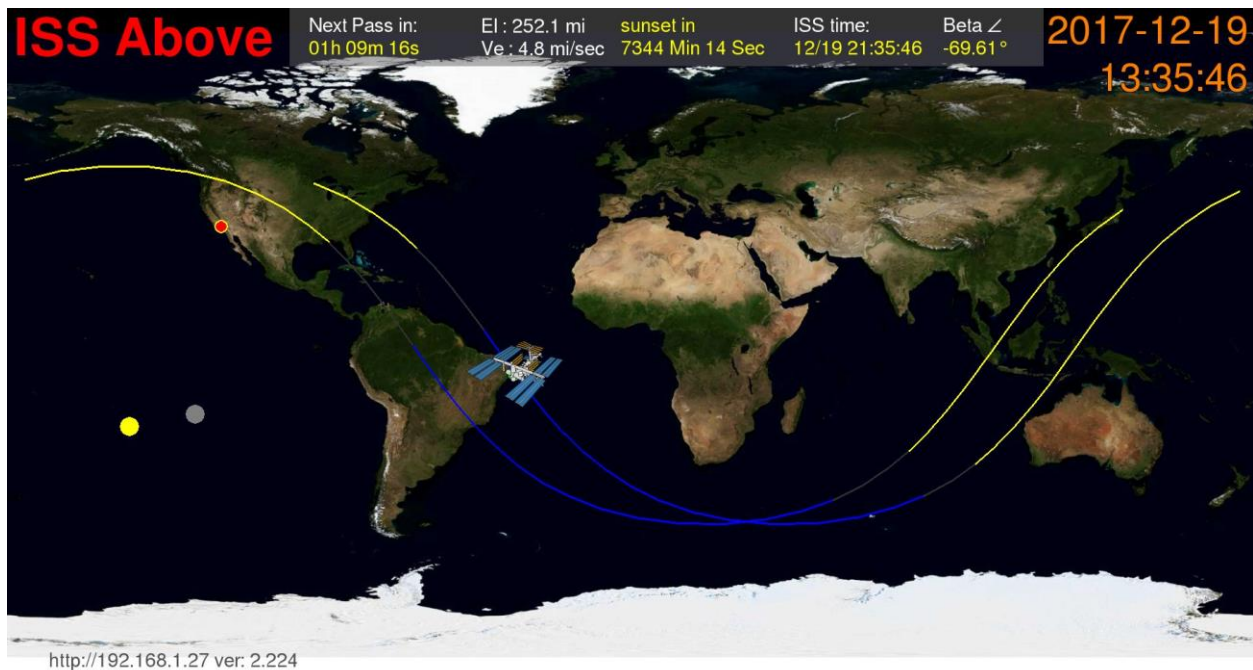 ISS Above
Next Pass in:
01h 09m 16s
El : 252.1 mi
Ve : 4.8 mi/sec
sunset in
7344 Min 14 Sec
ISS time:
12/19 21:35:46
Beta ∠
-69.61°
2017-12-19
13:35:46
http://192.168.1.27 ver: 2.224